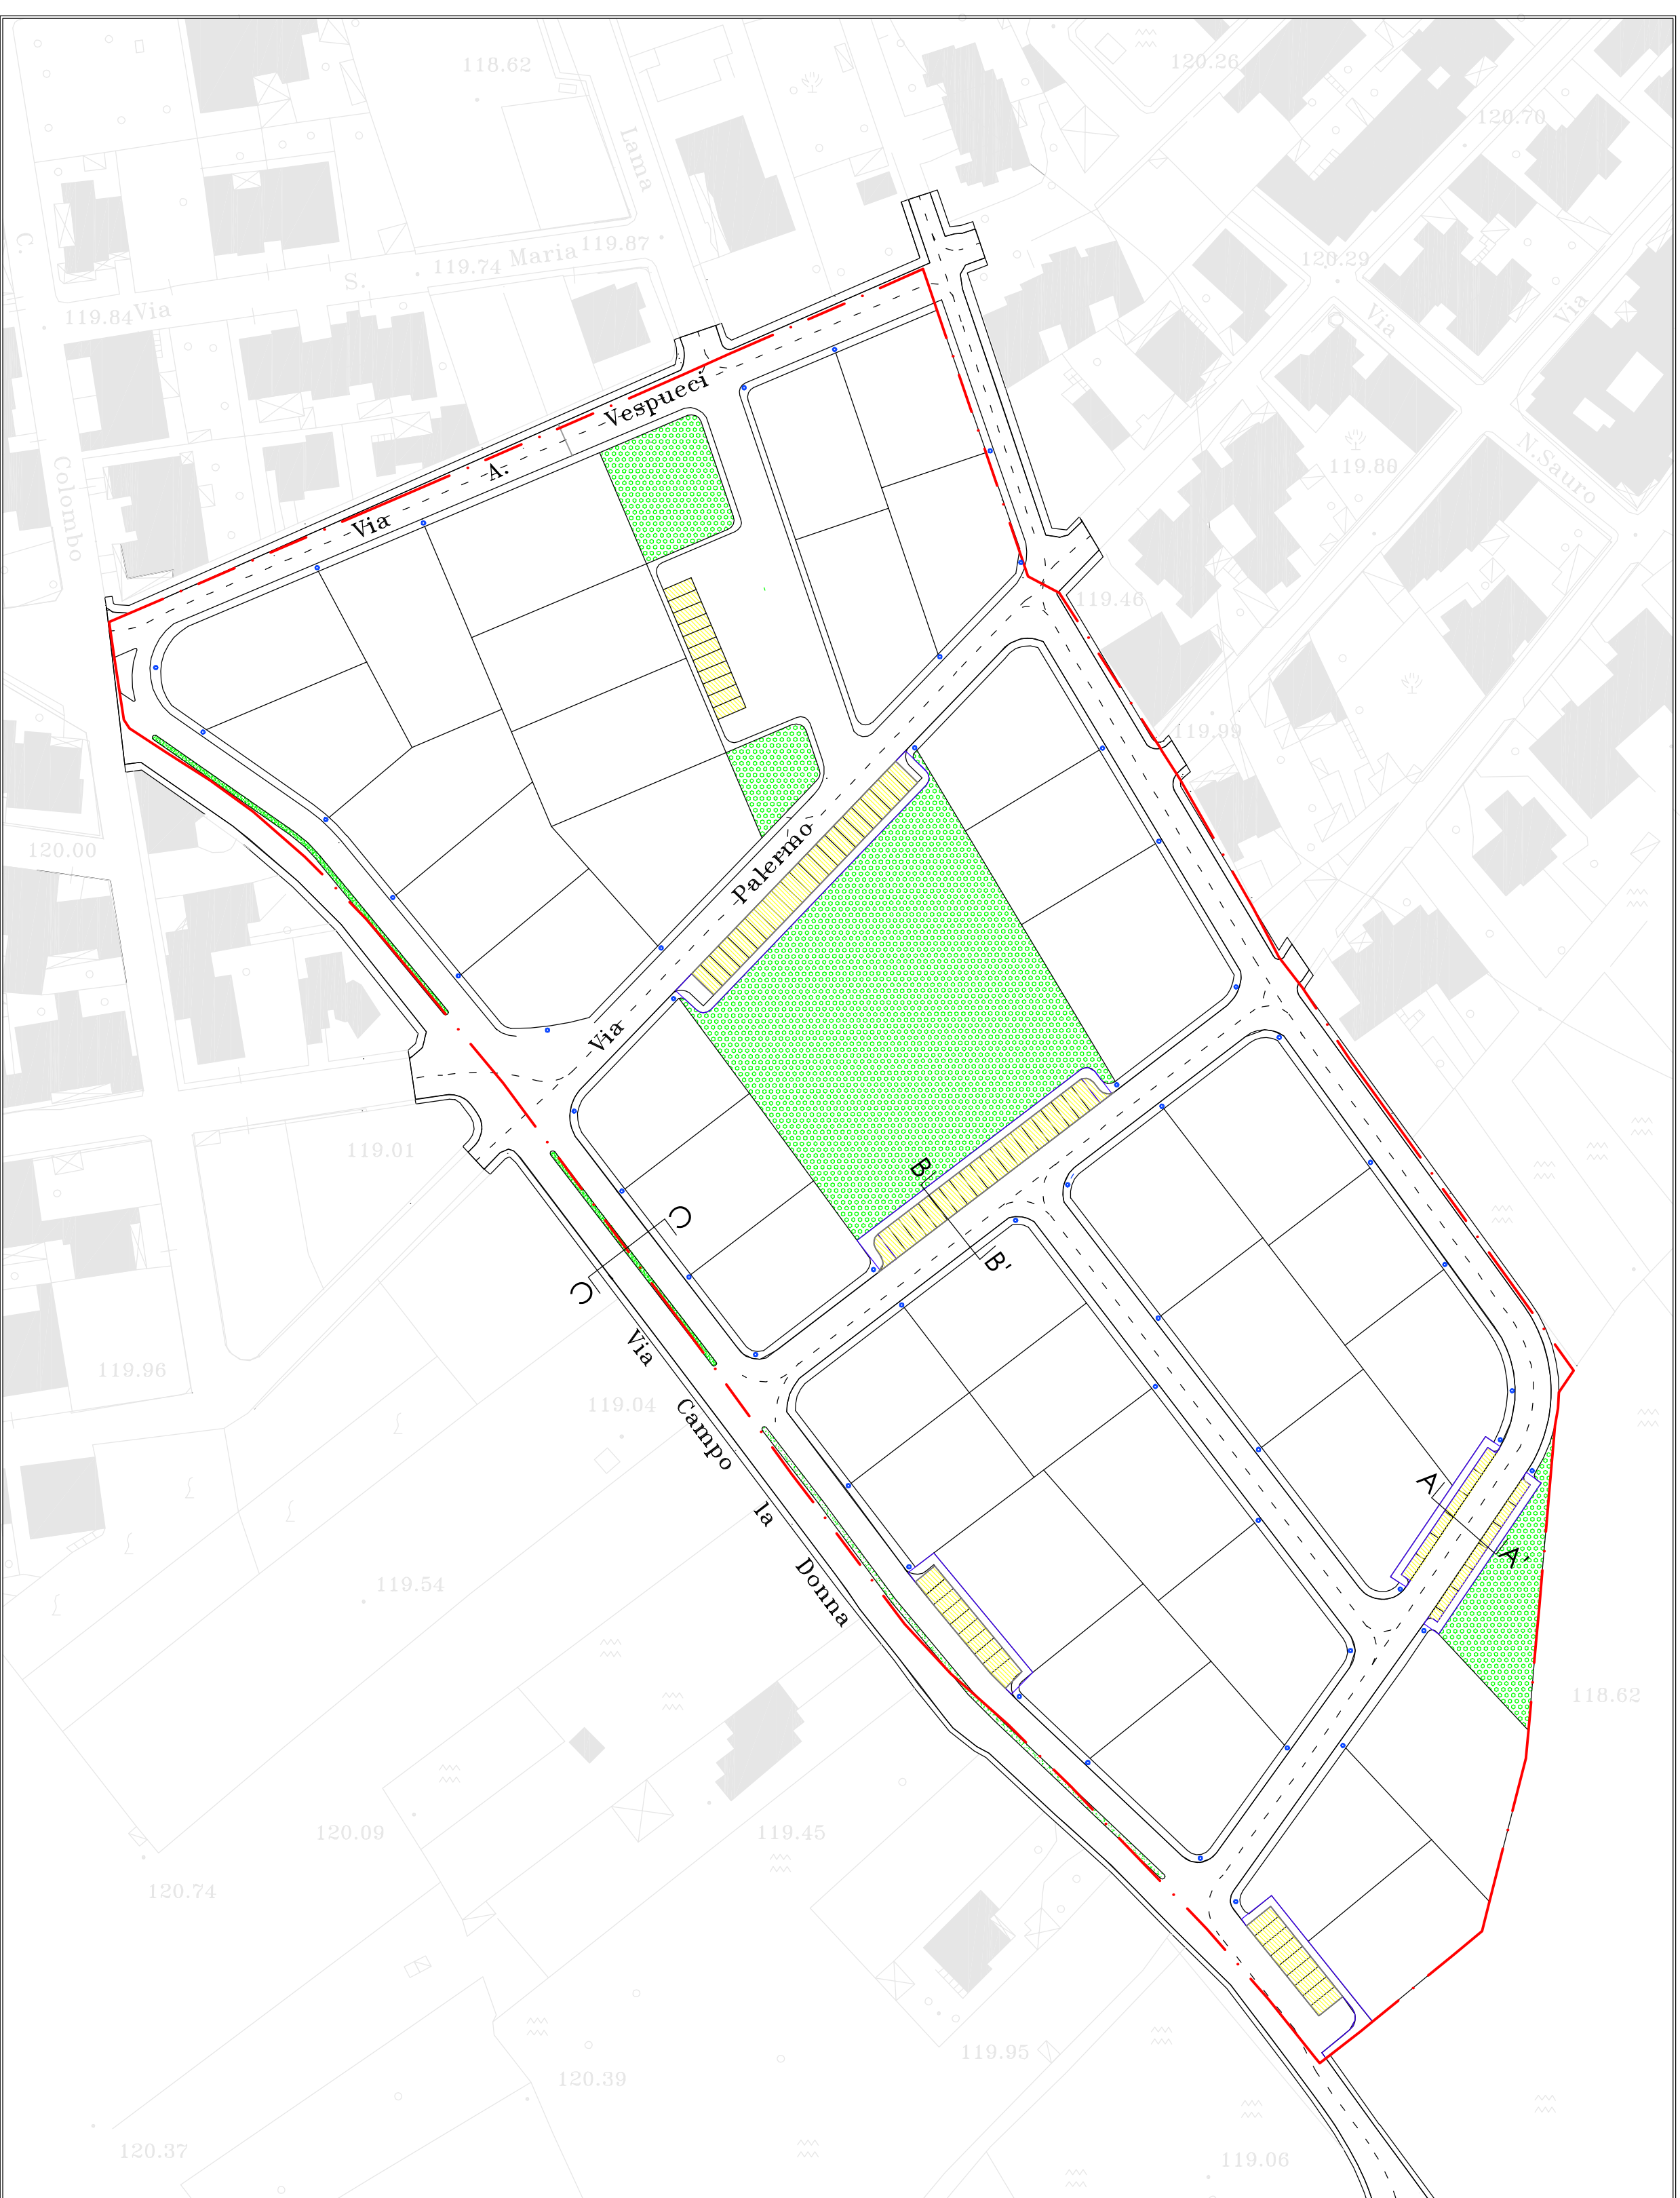 118.62
120.26
120.70
Lama
C.
Maria
119.87
S.
119.74
120.29
Via
119.84
Via
Via
Vespucci
A.
Via
Colombo
119.80
N.Sauro
119.46
119.99
Palermo
120.00
Via
119.01
B
B'
C
C
Via
119.96
119.04
Campo
la
Donna
A
A'
119.54
118.62
120.09
119.45
120.74
119.95
120.39
120.37
119.06